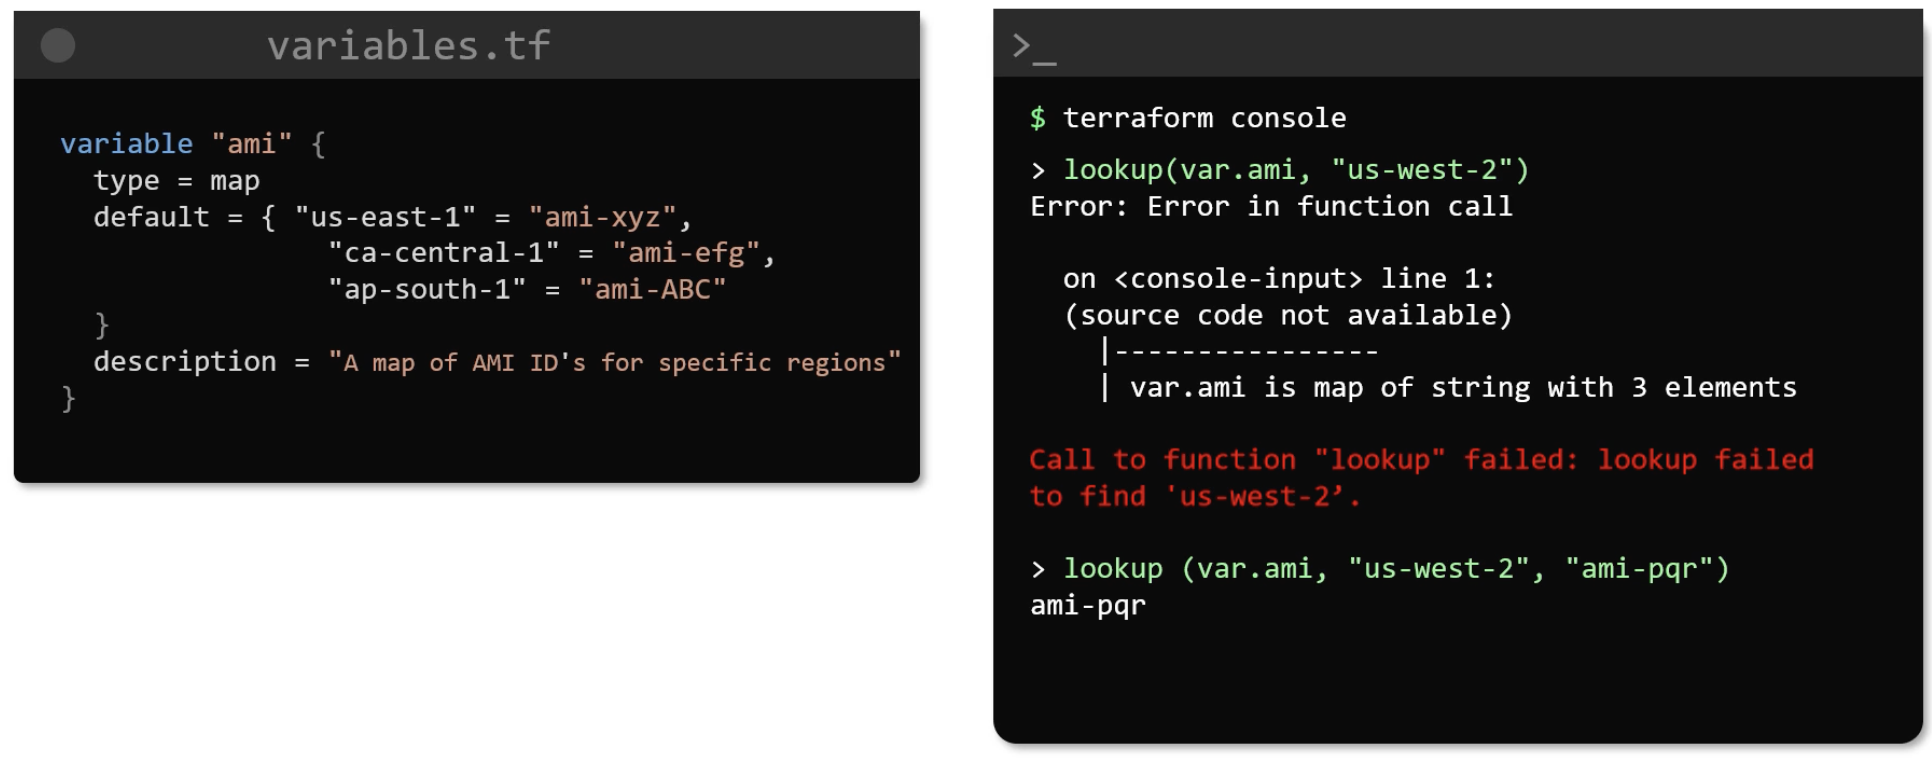 variables.tf
variable "ami" {
type = map
default = { "us-east-1" = "ami-xyz",
"ca-central-1" = "ami-efg",
"ap-south-1" = "ami-ABC"
}
description = "A map of AMI ID's for specific regions"
}
>_
$ terraform console
> lookup(var.ami, "us-west-2")
Error: Error in function call
on <console-input> line 1:
(source code not available)
|----------------
| var.ami is map of string with 3 elements
Call to function "lookup" failed: lookup failed
to find 'us-west-2’.
> lookup (var.ami, "us-west-2", "ami-pqr")
ami-pqr